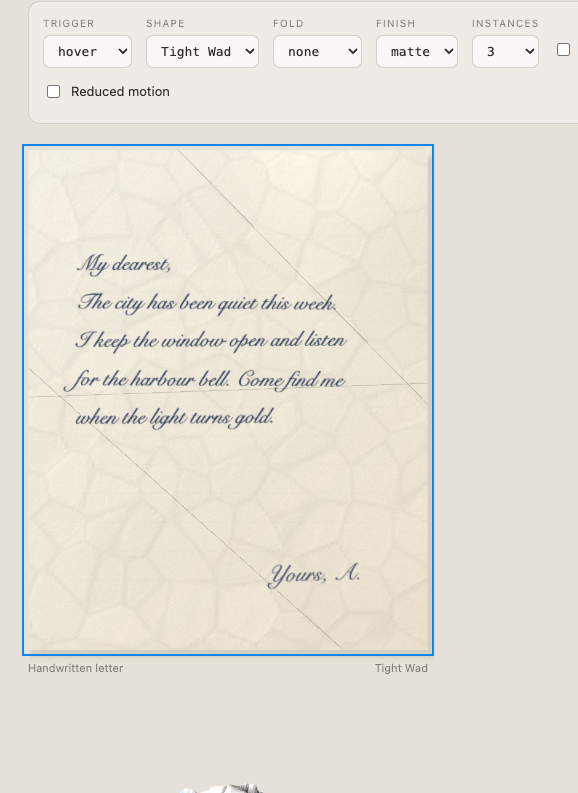 TRIGGER SHAPE FOLD FINISH INSTANCES
hover Tight Wad none matte 3
Reduced motion
My dearest,
The city has been quiet this week.
I keep the window open and listen
for the harbour bell. Come find me
when the light turns gold.
Yours, A.
Handwritten letter Tight Wad